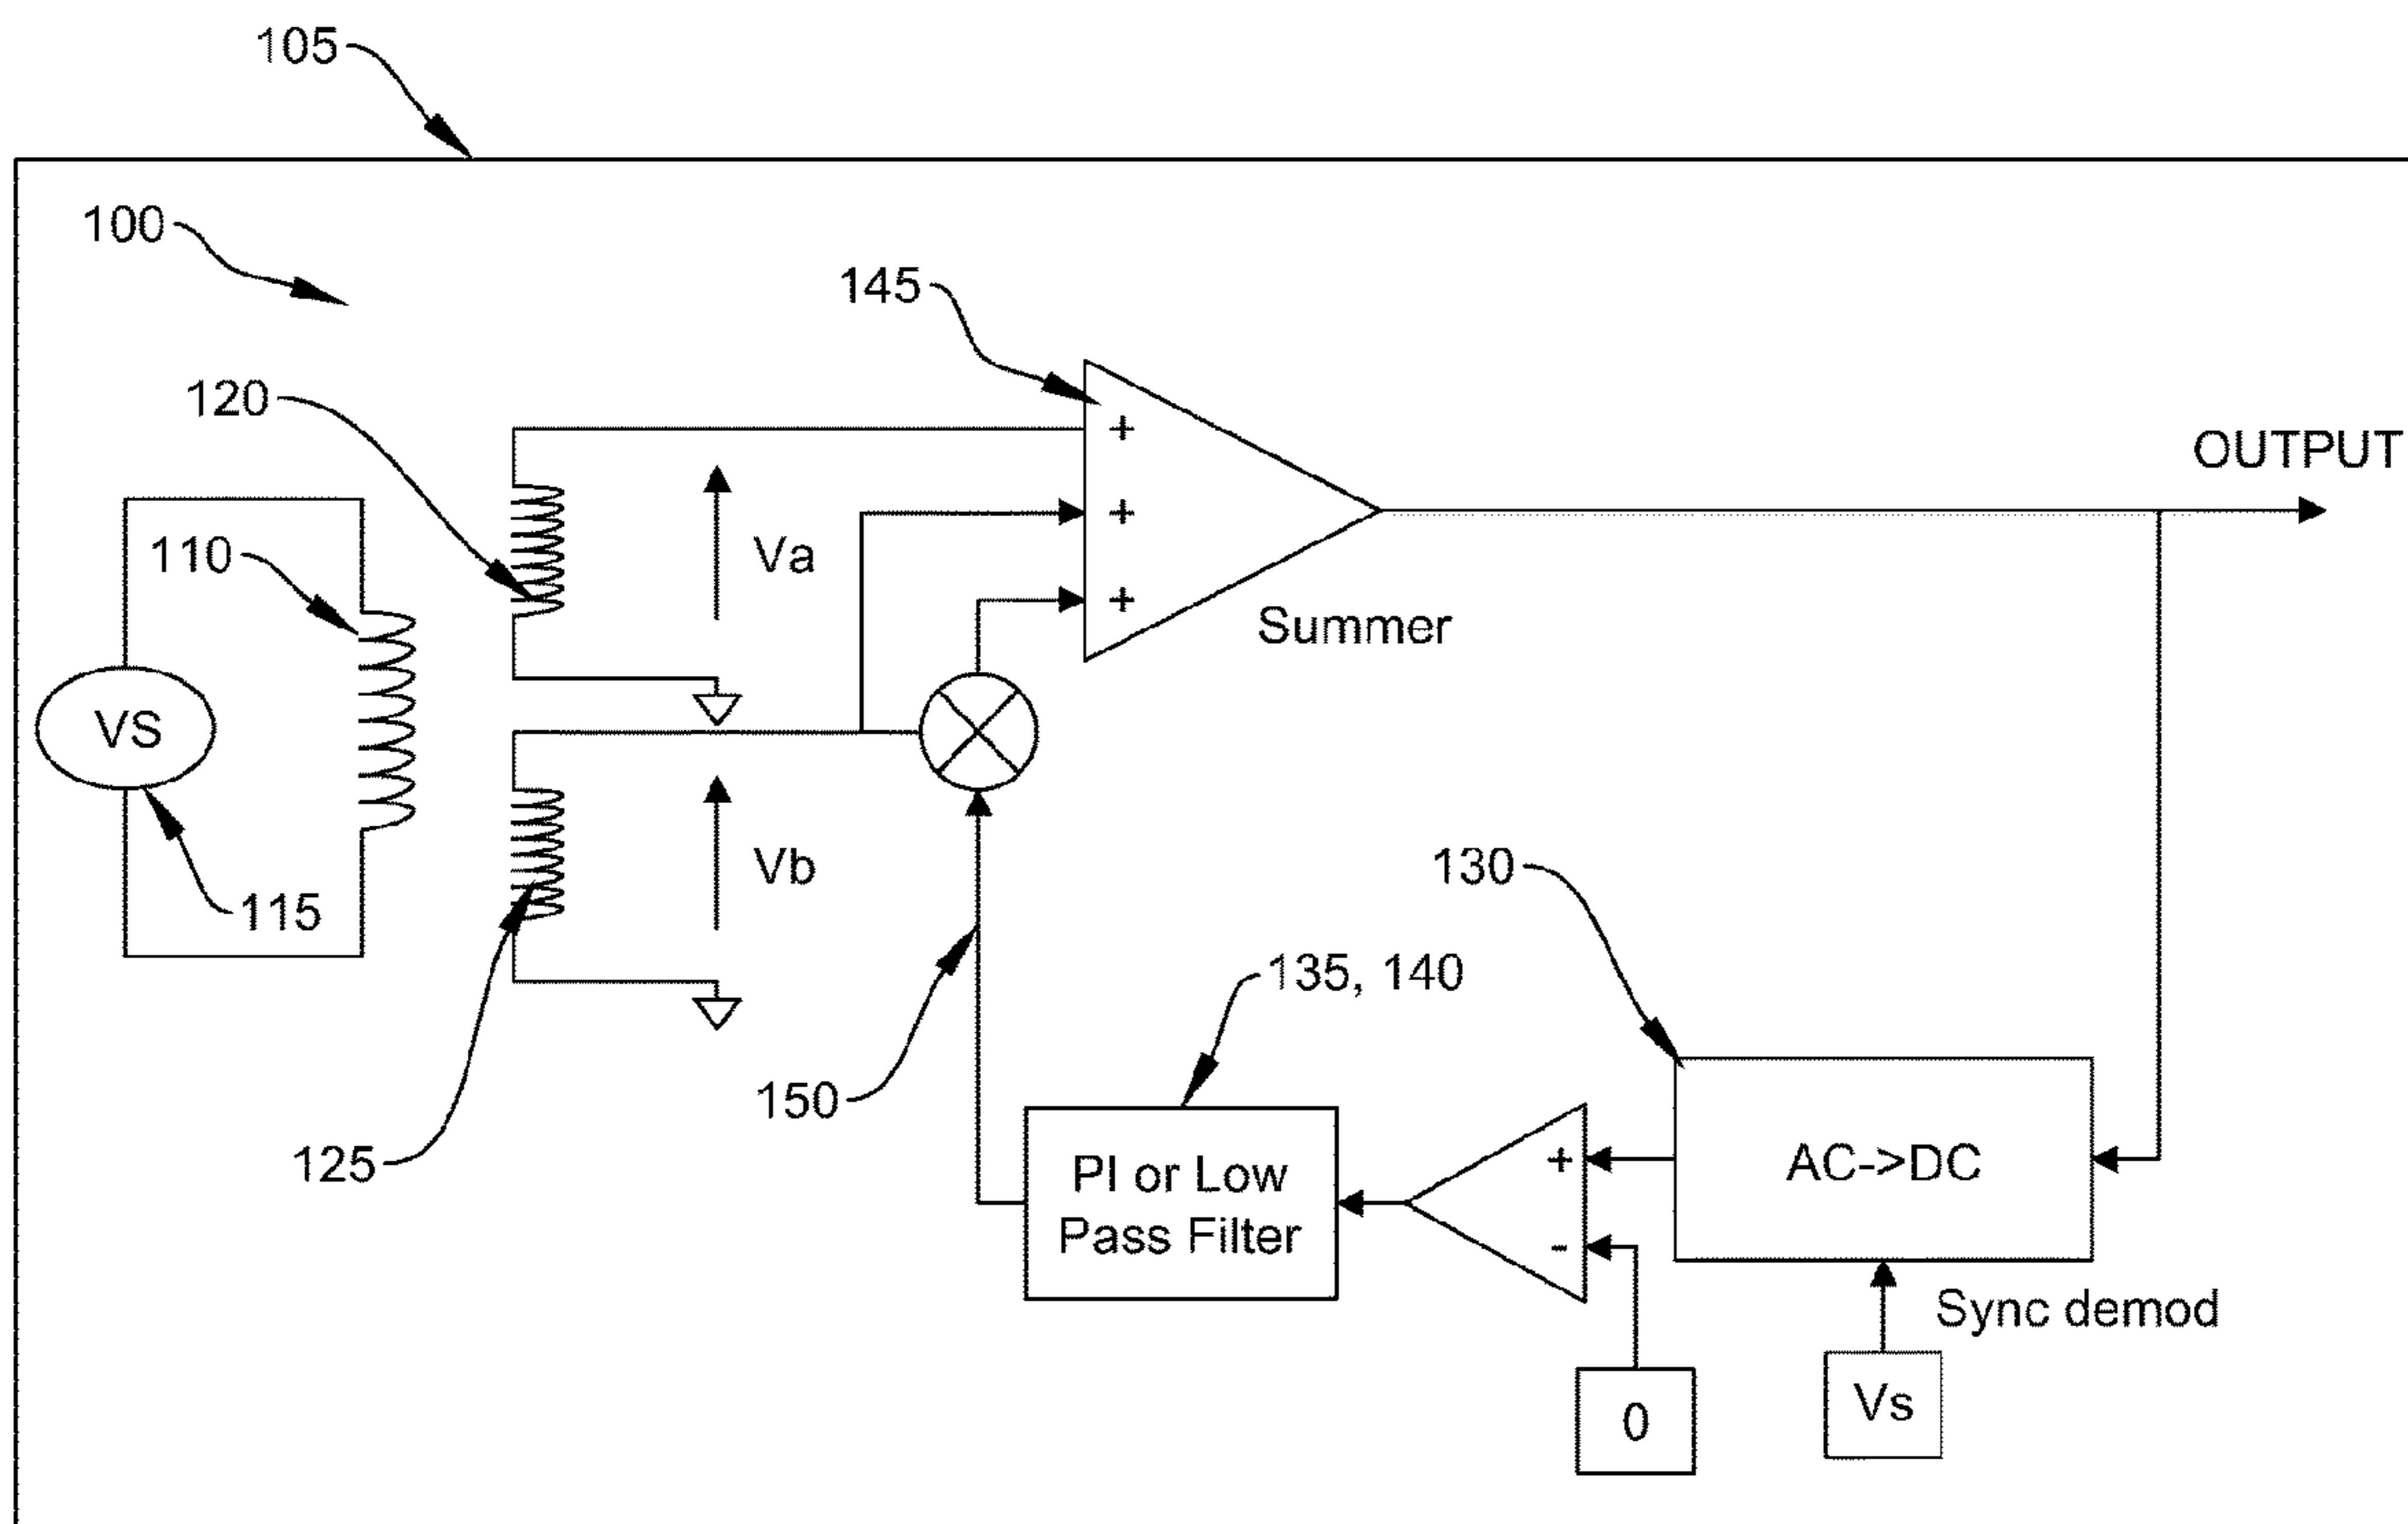 105
100
145
120
+
OUTPUT
110
Va
+
+
Summer
VS
115
Vb
130
135, 140
150
125
PI or Low
Pass Filter
+
-
AC->DC
Sync demod
0
Vs